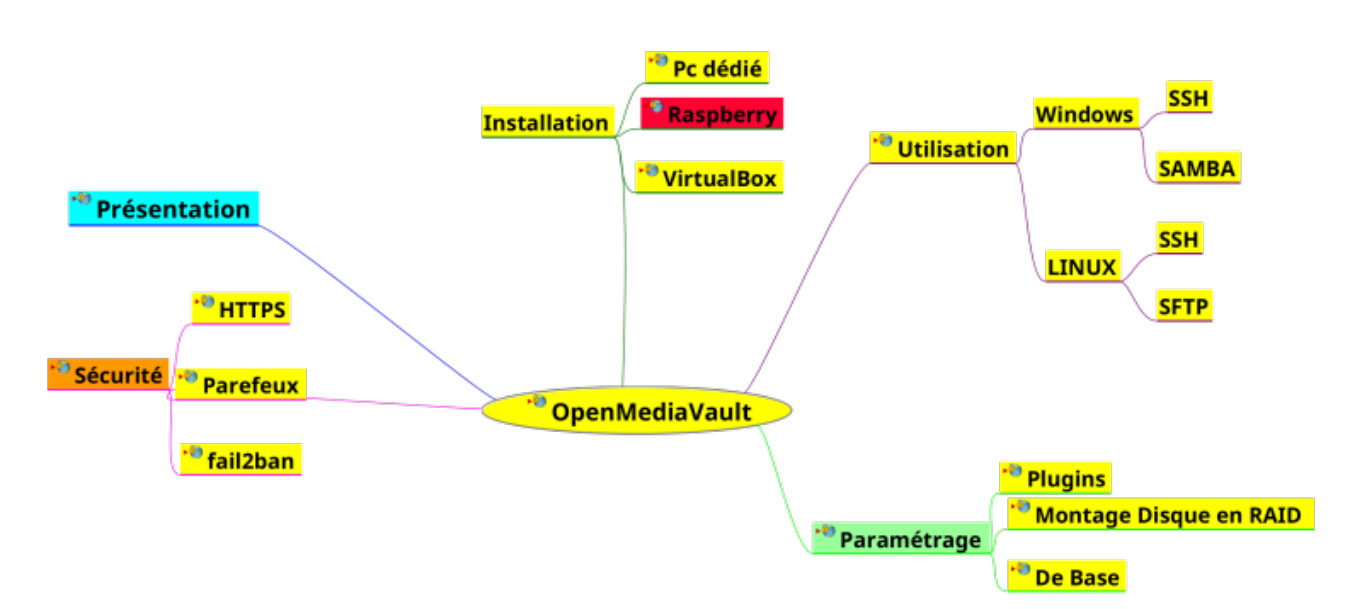 Pc dédié
Raspberry
Installation
VirtualBox
Présentation
HTTPS
Sécurité
Parefeux
fail2ban
OpenMediaVault
Utilisation
Windows
SSH
SAMBA
LINUX
SSH
SFTP
Paramétrage
Plugins
Montage Disque en RAID
De Base